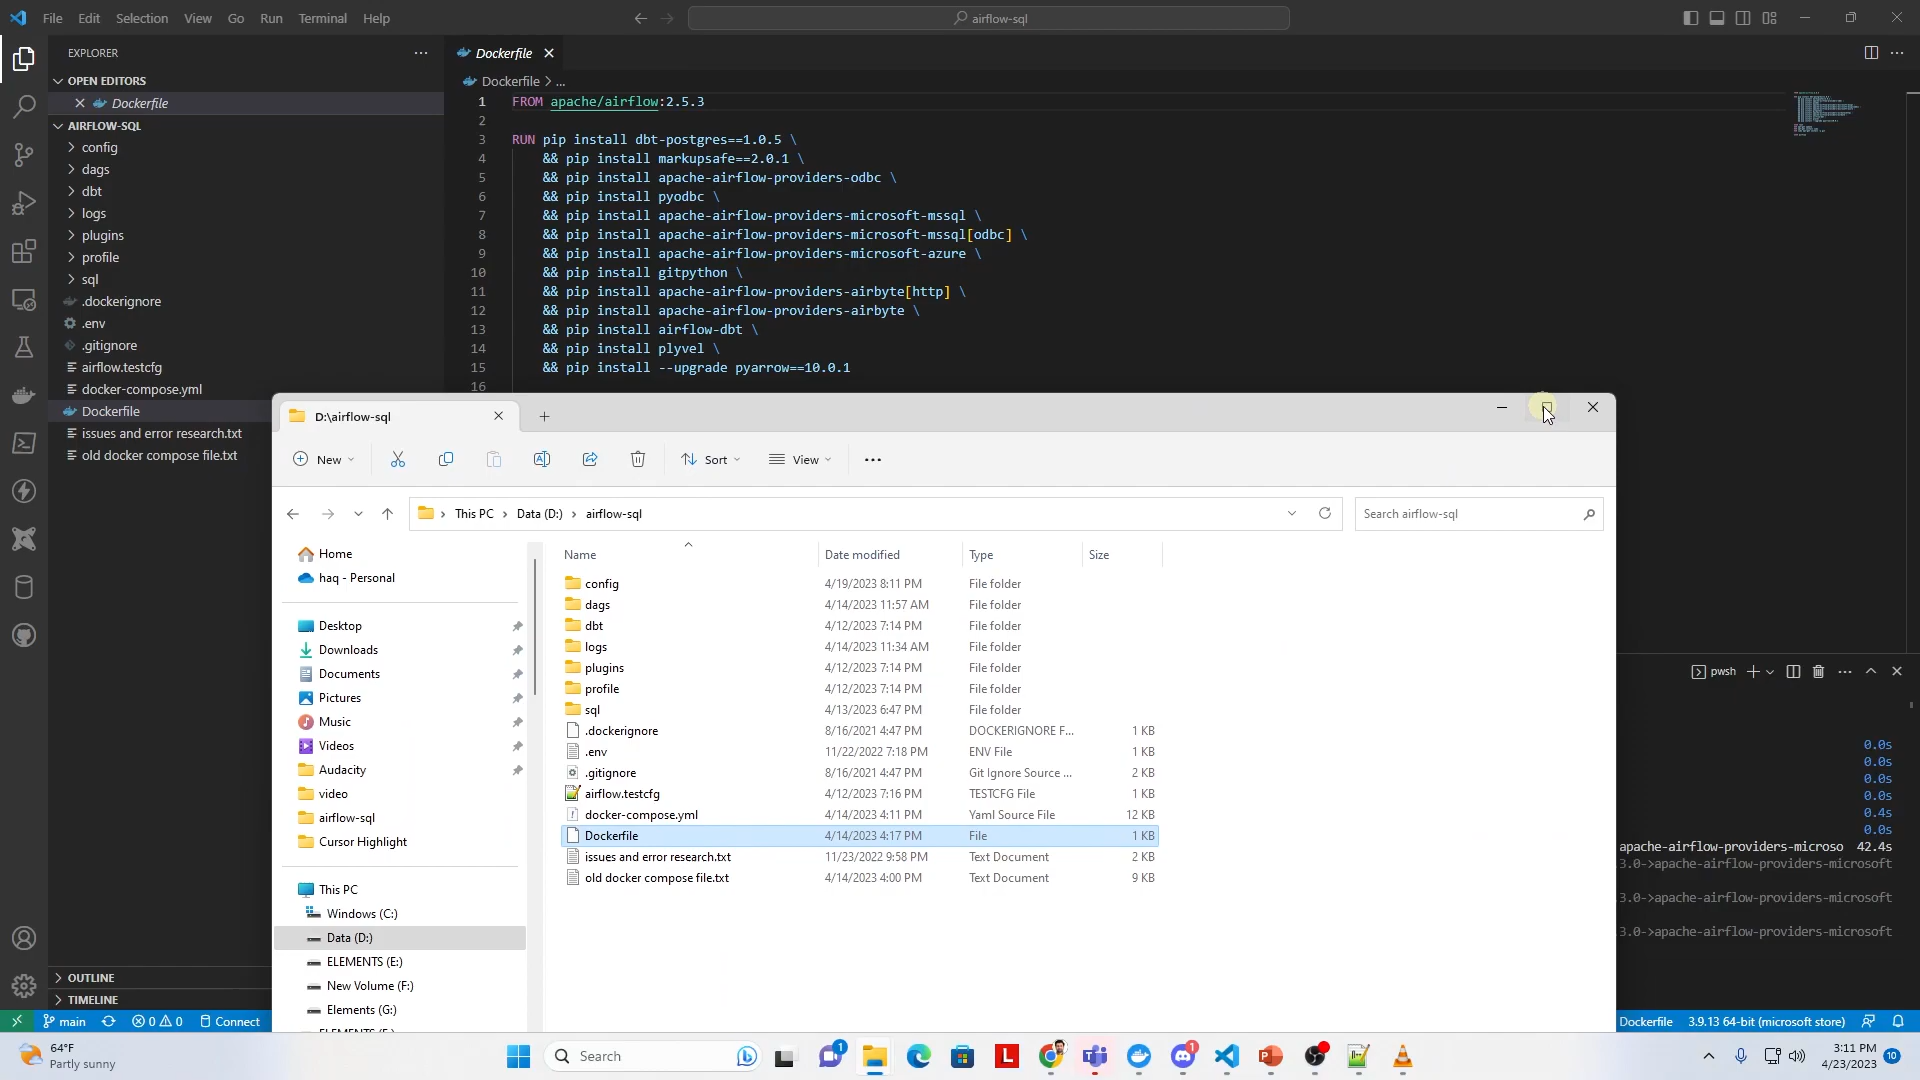 File Edit Selection View Go Run Terminal Help
airflow-sql
EXPLORER
OPEN EDITORS
Dockerfile
AIRFLOW-SQL
config
dags
dbt
logs
plugins
profile
sql
.dockerignore
.env
.gitignore
airflow.testcfg
docker-compose.yml
Dockerfile
issues and error research.txt
old docker compose file.txt
OUTLINE
TIMELINE
Dockerfile
Dockerfile > ...
1 FROM apache/airflow:2.5.3
2
3 RUN pip install dbt-postgres==1.0.5 \
4 && pip install markupsafe==2.0.1 \
5 && pip install apache-airflow-providers-odbc \
6 && pip install pyodbc \
7 && pip install apache-airflow-providers-microsoft-mssql \
8 && pip install apache-airflow-providers-microsoft-mssql[odbc] \
9 && pip install apache-airflow-providers-microsoft-azure \
10 && pip install gitpython \
11 && pip install apache-airflow-providers-airbyte[http] \
12 && pip install apache-airflow-providers-airbyte \
13 && pip install airflow-dbt \
14 && pip install plyvel \
15 && pip install --upgrade pyarrow==10.0.1
16
D:\airflow-sql
New Sort View
This PC > Data (D:) > airflow-sql
Search airflow-sql
Home
haq - Personal
Desktop
Downloads
Documents
Pictures
Music
Videos
Audacity
video
airflow-sql
Cursor Highlight
This PC
Windows (C:)
Data (D:)
ELEMENTS (E:)
New Volume (F:)
Elements (G:)
Name Date modified Type Size
config 4/19/2023 8:11 PM File folder
dags 4/14/2023 11:57 AM File folder
dbt 4/12/2023 7:14 PM File folder
logs 4/14/2023 11:34 AM File folder
plugins 4/12/2023 7:14 PM File folder
profile 4/12/2023 7:14 PM File folder
sql 4/13/2023 6:47 PM File folder
.dockerignore 8/16/2021 4:47 PM DOCKERIGNORE F... 1 KB
.env 11/22/2022 7:18 PM ENV File 1 KB
.gitignore 8/16/2021 4:47 PM Git Ignore Source ... 2 KB
airflow.testcfg 4/12/2023 7:16 PM TESTCFG File 1 KB
docker-compose.yml 4/14/2023 4:11 PM Yaml Source File 12 KB
Dockerfile 4/14/2023 4:17 PM File 1 KB
issues and error research.txt 11/23/2022 9:58 PM Text Document 2 KB
old docker compose file.txt 4/14/2023 4:00 PM Text Document 9 KB
pwsh
0.0s
0.0s
0.0s
0.0s
0.4s
0.0s
apache-airflow-providers-microso 42.4s
3.0->apache-airflow-providers-microsoft
3.0->apache-airflow-providers-microsoft
3.0->apache-airflow-providers-microsoft
main 0 0 Connect
Dockerfile 3.9.13 64-bit (microsoft store)
64°F
Partly sunny
Search
1
1
3:11 PM
4/23/2023
10